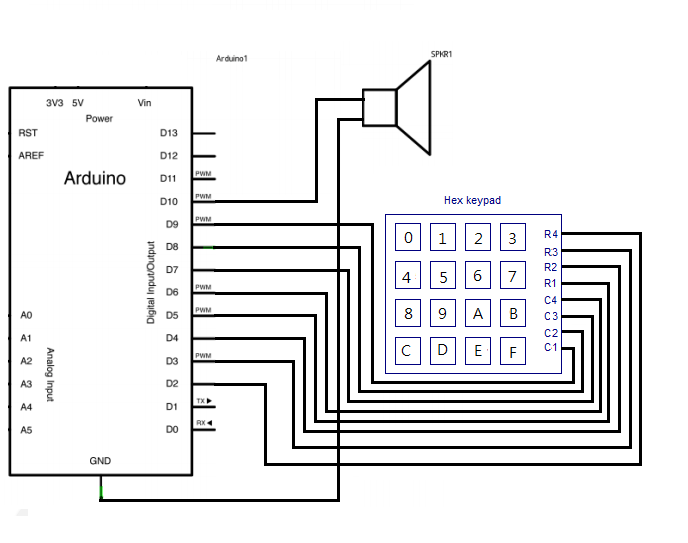 Arduino1
SPKR1
3V3 5V Vin
Power
RST
AREF
Arduino
D13
D12
D11 PWM
D10 PWM
D9 PWM
D8
D7
D6 PWM
D5 PWM
D4
D3 PWM
D2
D1 TX
D0 RX
Digital Input/Output
A0
A1
A2
A3
A4
A5
Analog Input
GND
Hex keypad
0 1 2 3
4 5 6 7
8 9 A B
C D E F
R4
R3
R2
R1
C4
C3
C2
C1